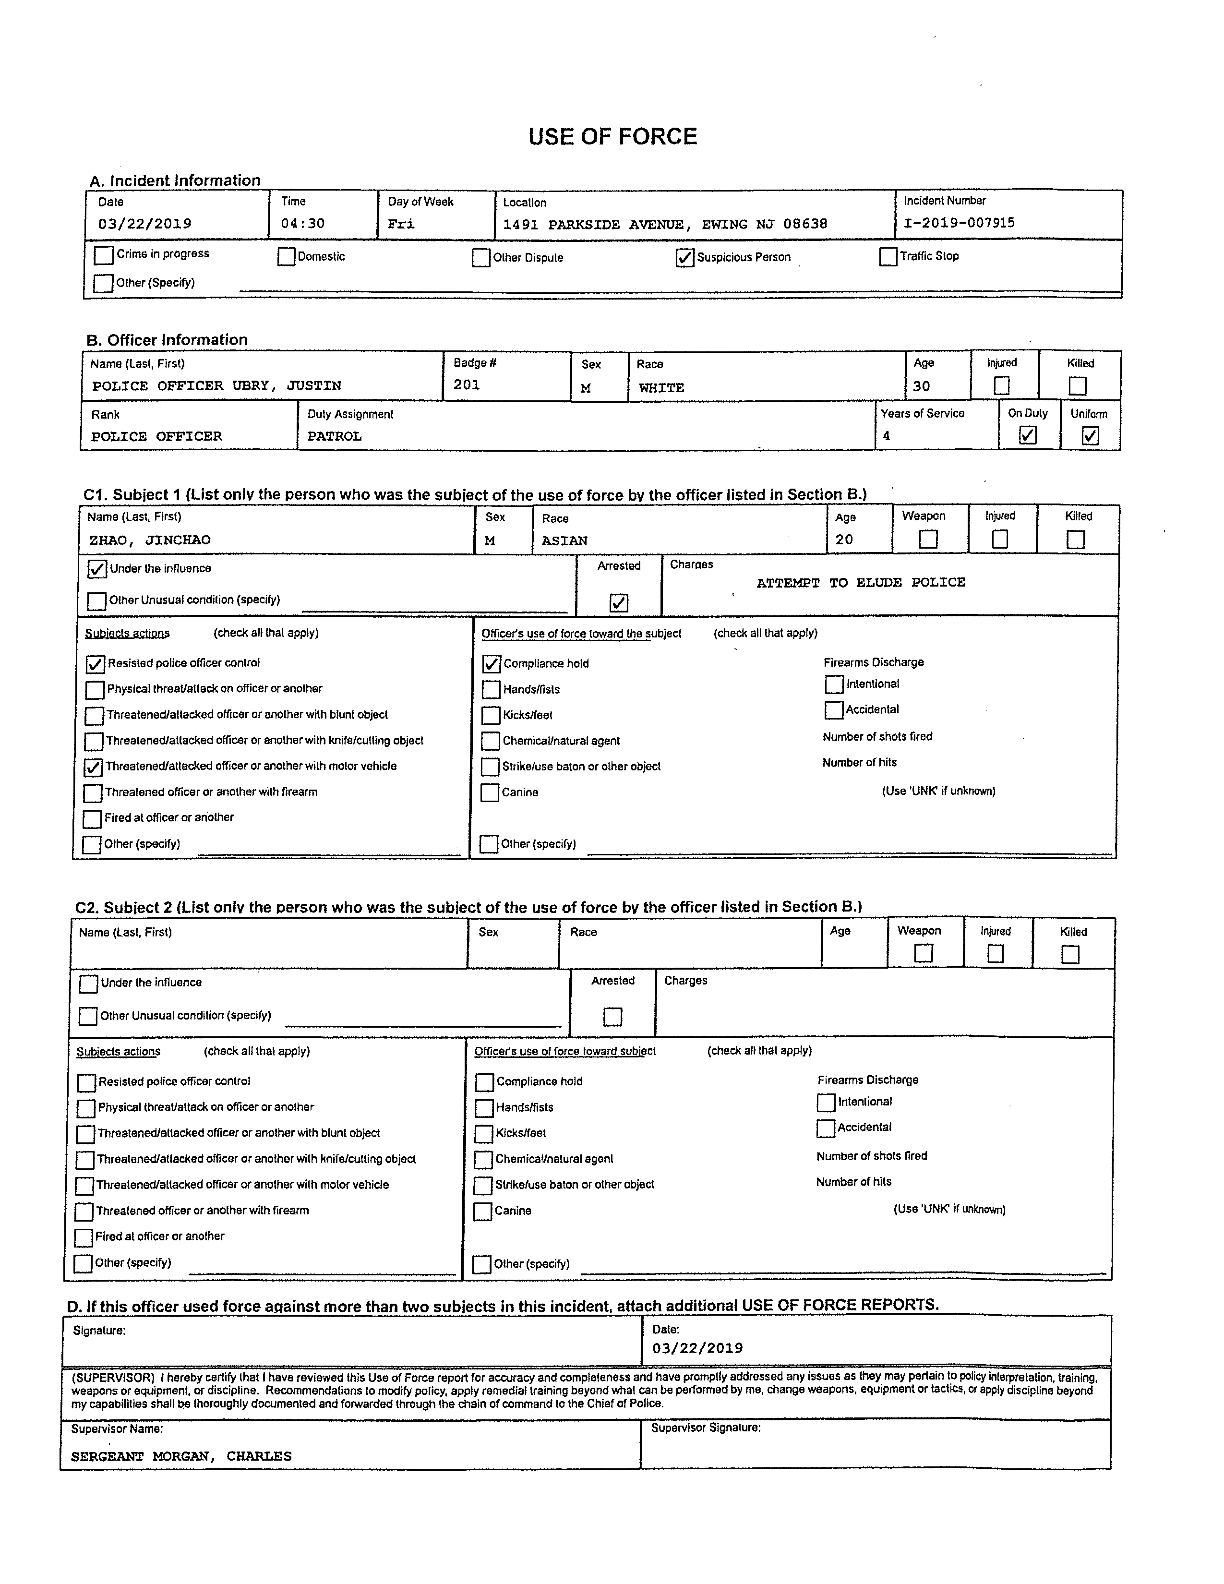 USE OF FORCE
A. Incident Information
Date Time Day of Week Location Incident Number
03/22/2019 04:30 Fri 1491 PARKSIDE AVENUE, EWING NJ 08638 I-2019-007915
Crime in progress Domestic Other Dispute Suspicious Person Traffic Stop
Other (Specify)
B. Officer Information
Name (Last, First) Badge # Sex Race Age Injured Killed
POLICE OFFICER UBRY, JUSTIN 201 M WHITE 30
Rank Duty Assignment Years of Service On Duty Uniform
POLICE OFFICER PATROL 4
C1. Subject 1 (List only the person who was the subject of the use of force by the officer listed in Section B.)
Name (Last, First) Sex Race Age Weapon Injured Killed
ZHAO, JINCHAO M ASIAN 20
Under the influence Arrested Charges
ATTEMPT TO ELUDE POLICE
Other Unusual condition (specify)
Subjects actions (check all that apply) Officer's use of force toward the subject (check all that apply)
Resisted police officer control Compliance hold Firearms Discharge
Physical threat/attack on officer or another Hands/fists Intentional
Threatened/attacked officer or another with blunt object Kicks/feet Accidental
Threatened/attacked officer or another with knife/cutting object Chemical/natural agent Number of shots fired
Threatened/attacked officer or another with motor vehicle Strike/use baton or other object Number of hits
Threatened officer or another with firearm Canine (Use 'UNK' if unknown)
Fired at officer or another
Other (specify) Other (specify)
C2. Subject 2 (List only the person who was the subject of the use of force by the officer listed in Section B.)
Name (Last, First) Sex Race Age Weapon Injured Killed
Under the influence Arrested Charges
Other Unusual condition (specify)
Subjects actions (check all that apply) Officer's use of force toward subject (check all that apply)
Resisted police officer control Compliance hold Firearms Discharge
Physical threat/attack on officer or another Hands/fists Intentional
Threatened/attacked officer or another with blunt object Kicks/feet Accidental
Threatened/attacked officer or another with knife/cutting object Chemical/natural agent Number of shots fired
Threatened/attacked officer or another with motor vehicle Strike/use baton or other object Number of hits
Threatened officer or another with firearm Canine (Use 'UNK' if unknown)
Fired at officer or another
Other (specify) Other (specify)
D. If this officer used force against more than two subjects in this incident, attach additional USE OF FORCE REPORTS.
Signature: Date:
03/22/2019
(SUPERVISOR) I hereby certify that I have reviewed this Use of Force report for accuracy and completeness and have promptly addressed any issues as they may pertain to policy interpretation, training,
weapons or equipment, or discipline. Recommendations to modify policy, apply remedial training beyond what can be performed by me, change weapons, equipment or tactics, or apply discipline beyond
my capabilities shall be thoroughly documented and forwarded through the chain of command to the Chief of Police.
Supervisor Name: Supervisor Signature:
SERGEANT MORGAN, CHARLES